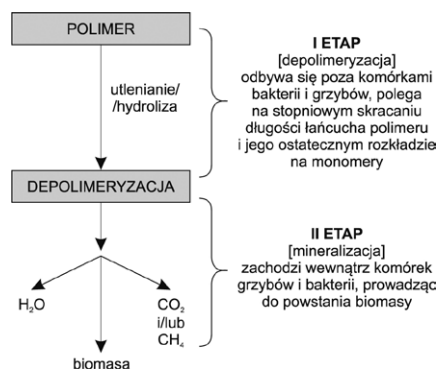 POLIMER
utlenianie/
/hydroliza
I ETAP
[depolimeryzacja]
odbywa się poza komórkami
bakterii i grzybów, polega
na stopniowym skracaniu
długości łańcucha polimeru
i jego ostatecznym rozkładzie
na monomery
DEPOLIMERYZACJA
II ETAP
[mineralizacja]
zachodzi wewnątrz komórek
grzybów i bakterii, prowadząc
do powstania biomasy
H₂O
CO₂
i/lub
CH₄
biomasa